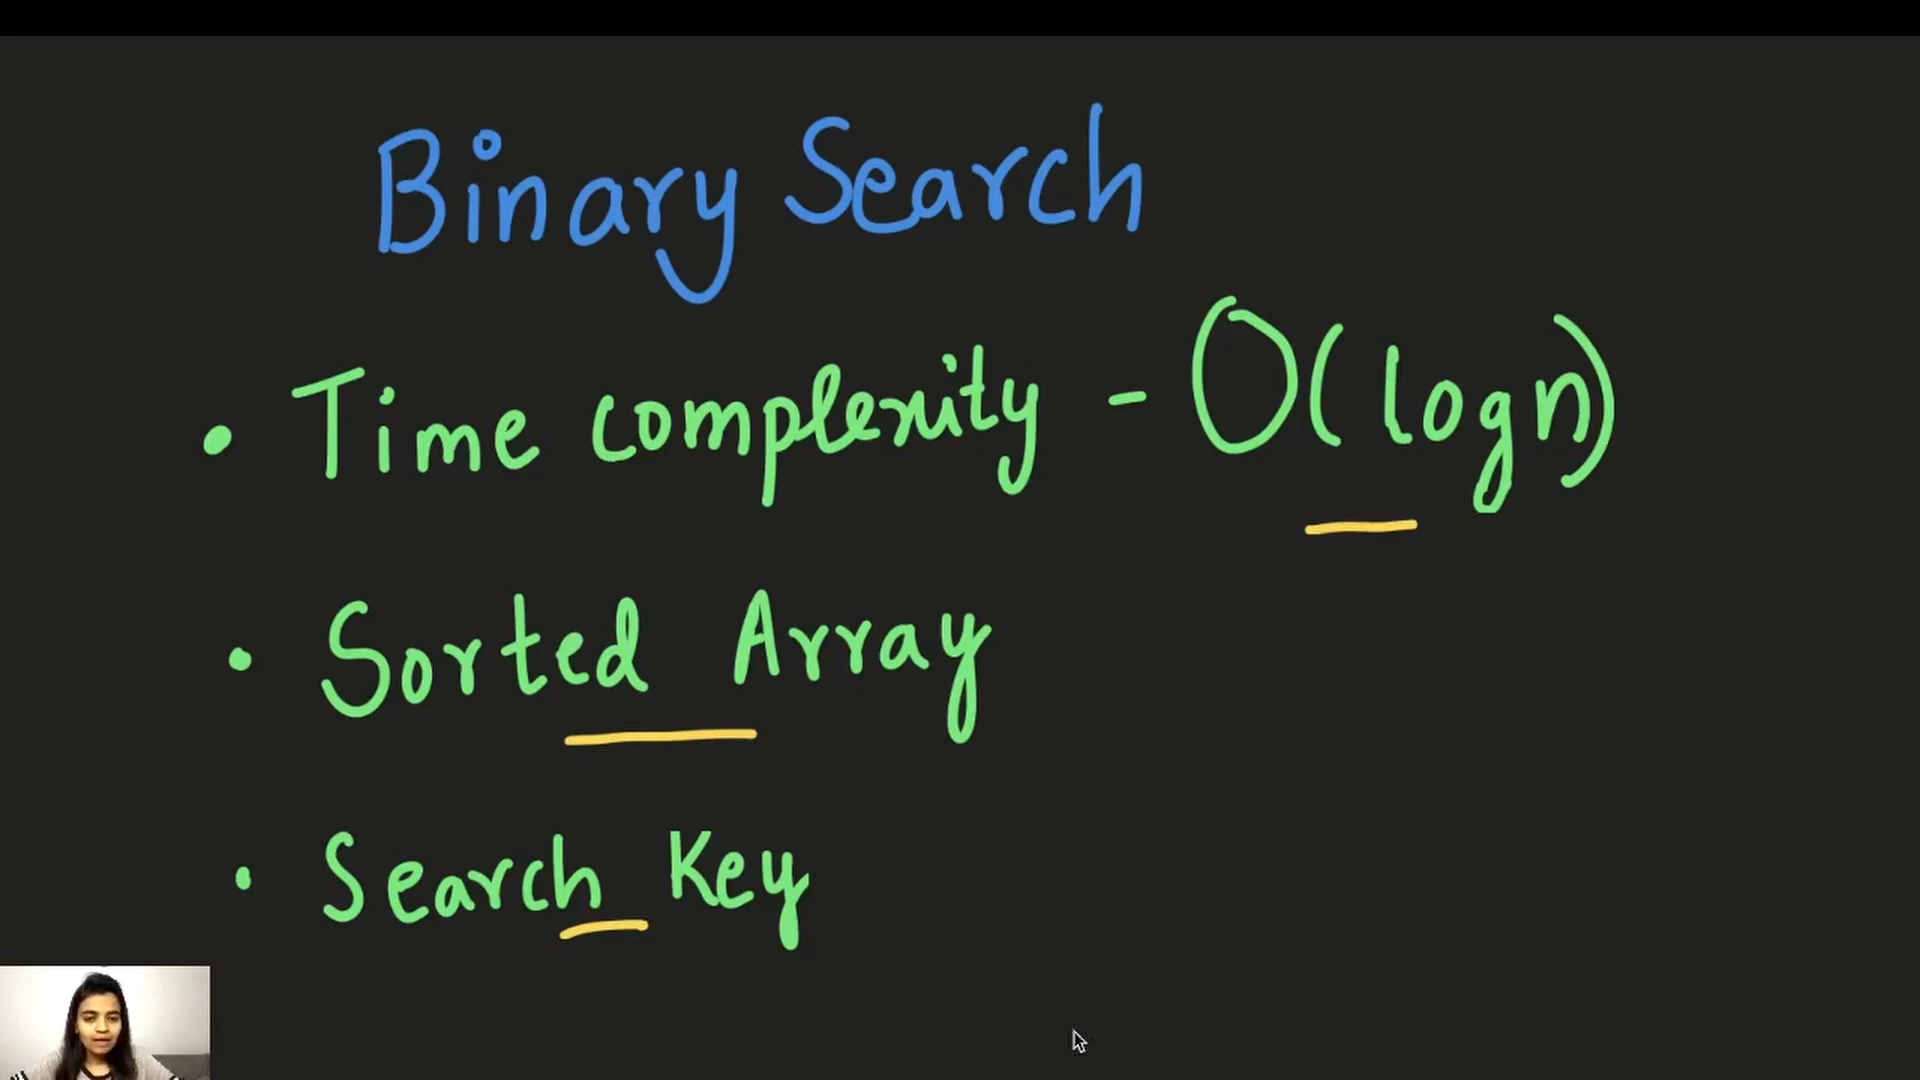 Binary Search
• Time complexity - O(logn)
• Sorted Array
• Search Key